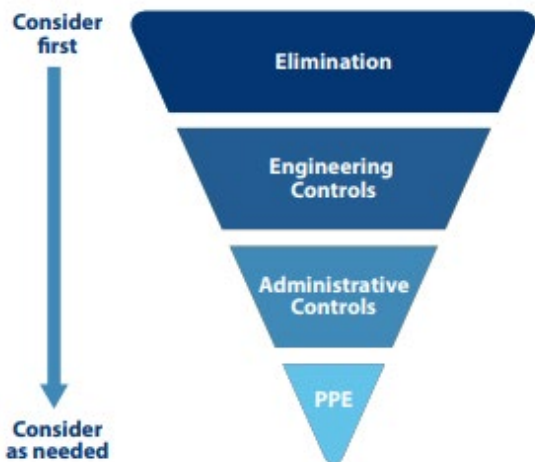 Consider
first
Elimination
Engineering
Controls
Administrative
Controls
PPE
Consider
as needed